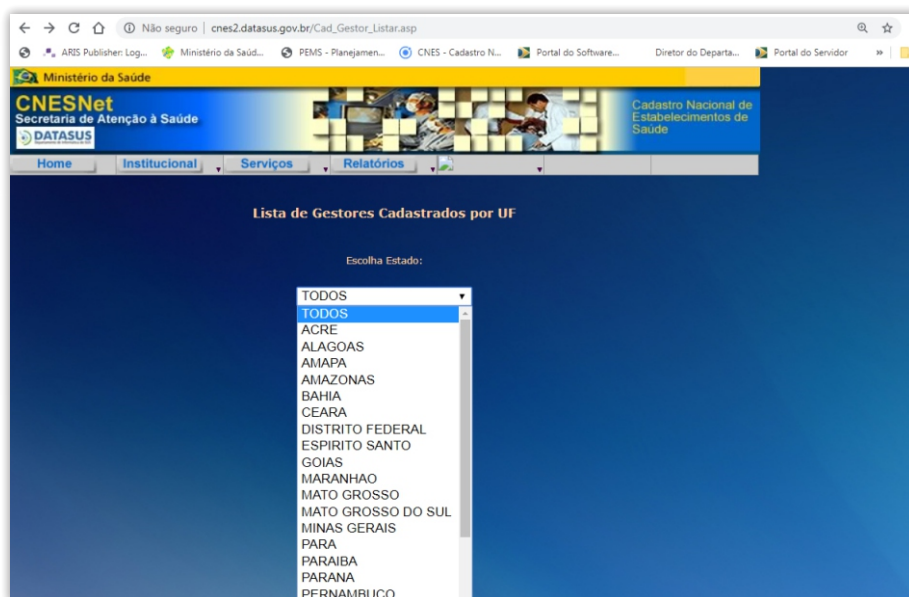 Não seguro | cnes2.datasus.gov.br/Cad_Gestor_Listar.asp
ARIS Publisher: Log... Ministério da Saúd... PEMS - Planejamen... CNES - Cadastro N... Portal do Software... Diretor do Departa... Portal do Servidor »
Ministério da Saúde
CNESNet
Secretaria de Atenção à Saúde
DATASUS
Cadastro Nacional de
Estabelecimentos de
Saúde
Home Institucional Serviços Relatórios
Lista de Gestores Cadastrados por UF
Escolha Estado:
TODOS
TODOS
ACRE
ALAGOAS
AMAPA
AMAZONAS
BAHIA
CEARA
DISTRITO FEDERAL
ESPIRITO SANTO
GOIAS
MARANHAO
MATO GROSSO
MATO GROSSO DO SUL
MINAS GERAIS
PARA
PARAIBA
PARANA
PERNAMBUCO